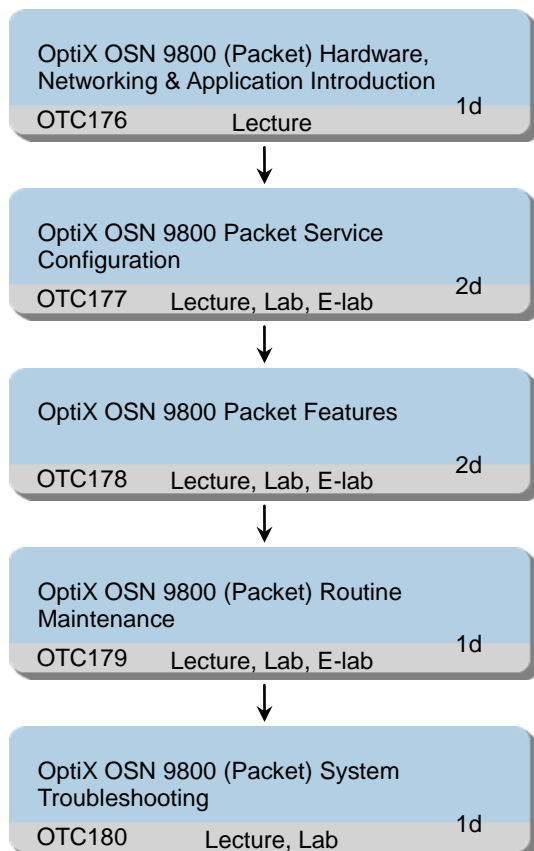 OptiX OSN 9800 (Packet) Hardware,
Networking & Application Introduction
1d
OTC176 Lecture
OptiX OSN 9800 Packet Service
Configuration
2d
OTC177 Lecture, Lab, E-lab
OptiX OSN 9800 Packet Features
2d
OTC178 Lecture, Lab, E-lab
OptiX OSN 9800 (Packet) Routine
Maintenance
1d
OTC179 Lecture, Lab, E-lab
OptiX OSN 9800 (Packet) System
Troubleshooting
1d
OTC180 Lecture, Lab